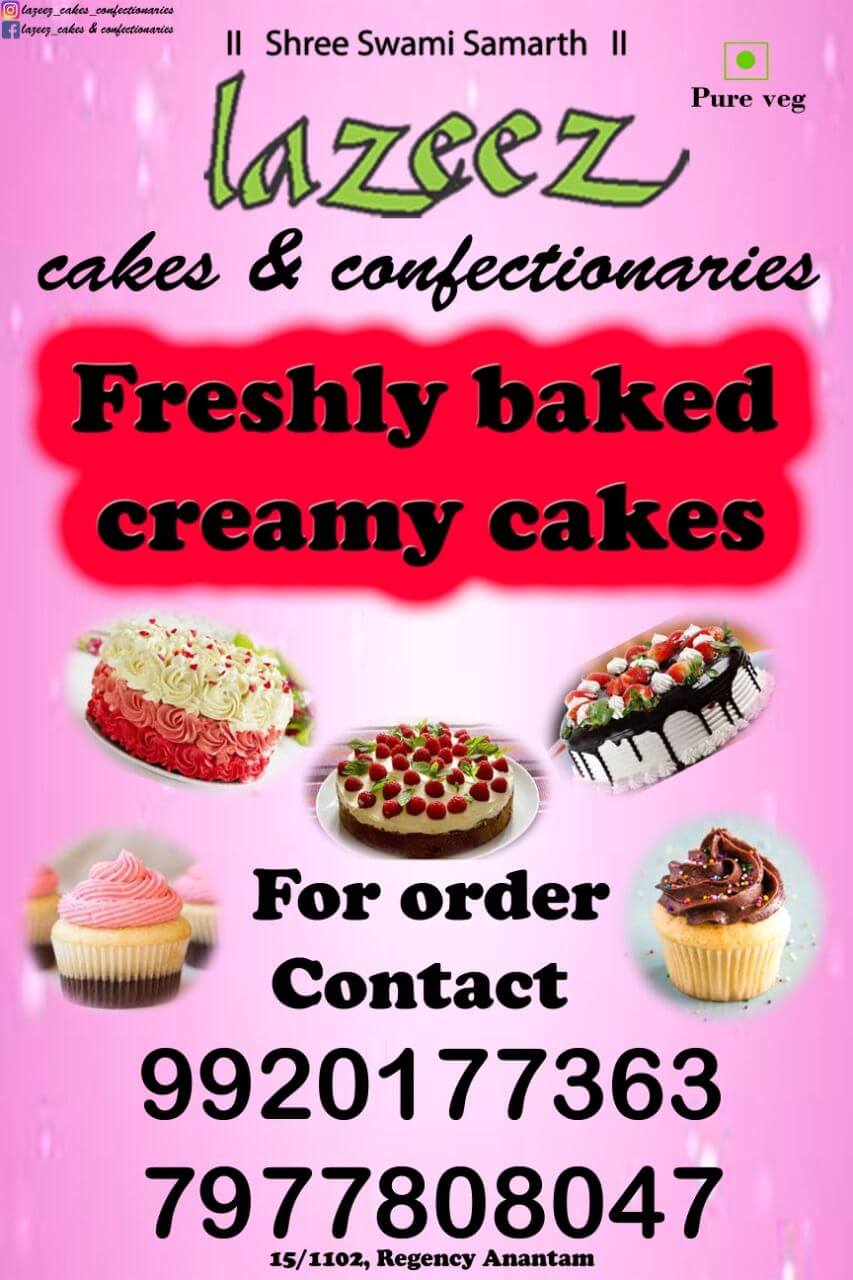 lazeez_cakes_confectionaries
lazeez_cakes & confectionaries
II Shree Swami Samarth II
Pure veg
lazeez
cakes & confectionaries
Freshly baked
creamy cakes
For order
Contact
9920177363
7977808047
15/1102, Regency Anantam